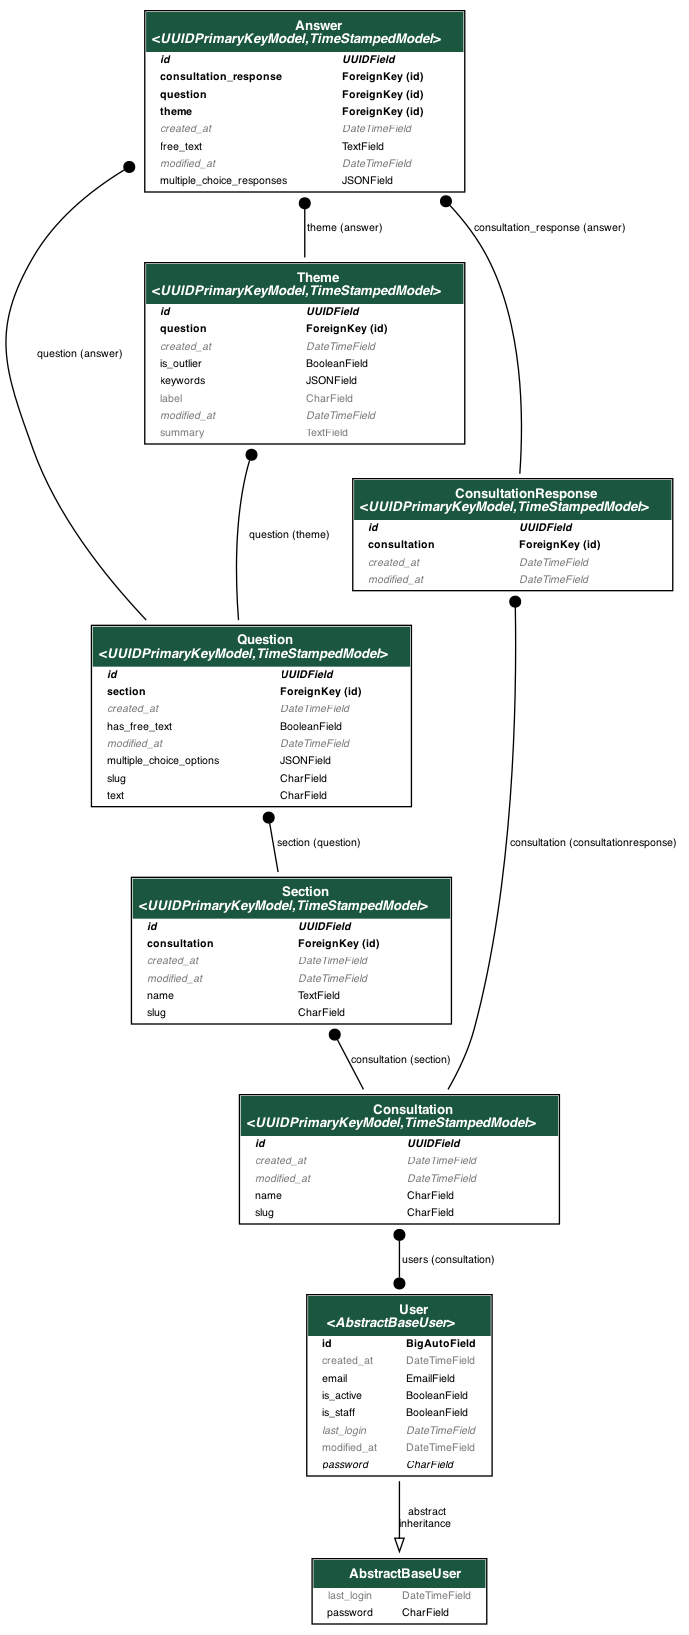 Answer
<UUIDPrimaryKeyModel,TimeStampedModel>
id UUIDField
consultation_response ForeignKey (id)
question ForeignKey (id)
theme ForeignKey (id)
created_at DateTimeField
free_text TextField
modified_at DateTimeField
multiple_choice_responses JSONField
theme (answer)
consultation_response (answer)
Theme
<UUIDPrimaryKeyModel,TimeStampedModel>
id UUIDField
question ForeignKey (id)
created_at DateTimeField
is_outlier BooleanField
keywords JSONField
label CharField
modified_at DateTimeField
summary TextField
question (answer)
ConsultationResponse
<UUIDPrimaryKeyModel,TimeStampedModel>
id UUIDField
consultation ForeignKey (id)
created_at DateTimeField
modified_at DateTimeField
question (theme)
Question
<UUIDPrimaryKeyModel,TimeStampedModel>
id UUIDField
section ForeignKey (id)
created_at DateTimeField
has_free_text BooleanField
modified_at DateTimeField
multiple_choice_options JSONField
slug CharField
text CharField
section (question)
consultation (consultationresponse)
Section
<UUIDPrimaryKeyModel,TimeStampedModel>
id UUIDField
consultation ForeignKey (id)
created_at DateTimeField
modified_at DateTimeField
name TextField
slug CharField
consultation (section)
Consultation
<UUIDPrimaryKeyModel,TimeStampedModel>
id UUIDField
created_at DateTimeField
modified_at DateTimeField
name CharField
slug CharField
users (consultation)
User
<AbstractBaseUser>
id BigAutoField
created_at DateTimeField
email EmailField
is_active BooleanField
is_staff BooleanField
last_login DateTimeField
modified_at DateTimeField
password CharField
abstract
inheritance
AbstractBaseUser
last_login DateTimeField
password CharField